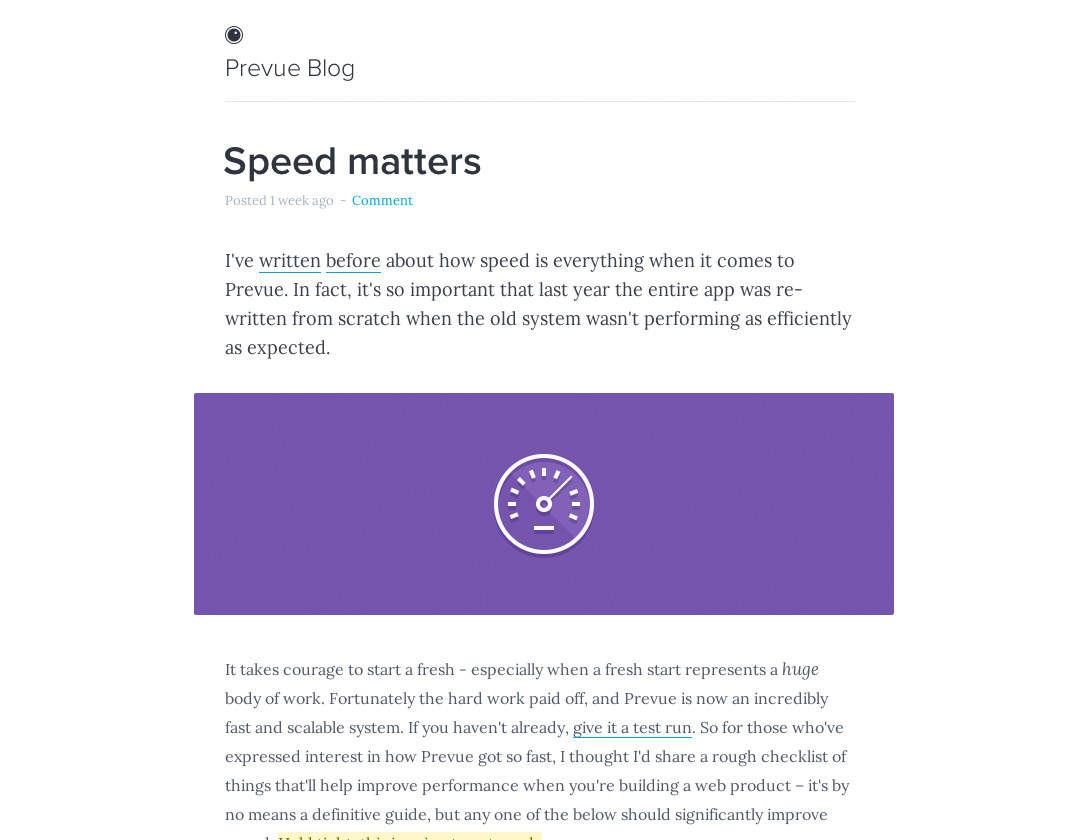 Prevue Blog
Speed matters
Posted 1 week ago - Comment
I've written before about how speed is everything when it comes to
Prevue. In fact, it's so important that last year the entire app was re-
written from scratch when the old system wasn't performing as efficiently
as expected.
It takes courage to start a fresh - especially when a fresh start represents a huge
body of work. Fortunately the hard work paid off, and Prevue is now an incredibly
fast and scalable system. If you haven't already, give it a test run. So for those who've
expressed interest in how Prevue got so fast, I thought I'd share a rough checklist of
things that'll help improve performance when you're building a web product – it's by
no means a definitive guide, but any one of the below should significantly improve